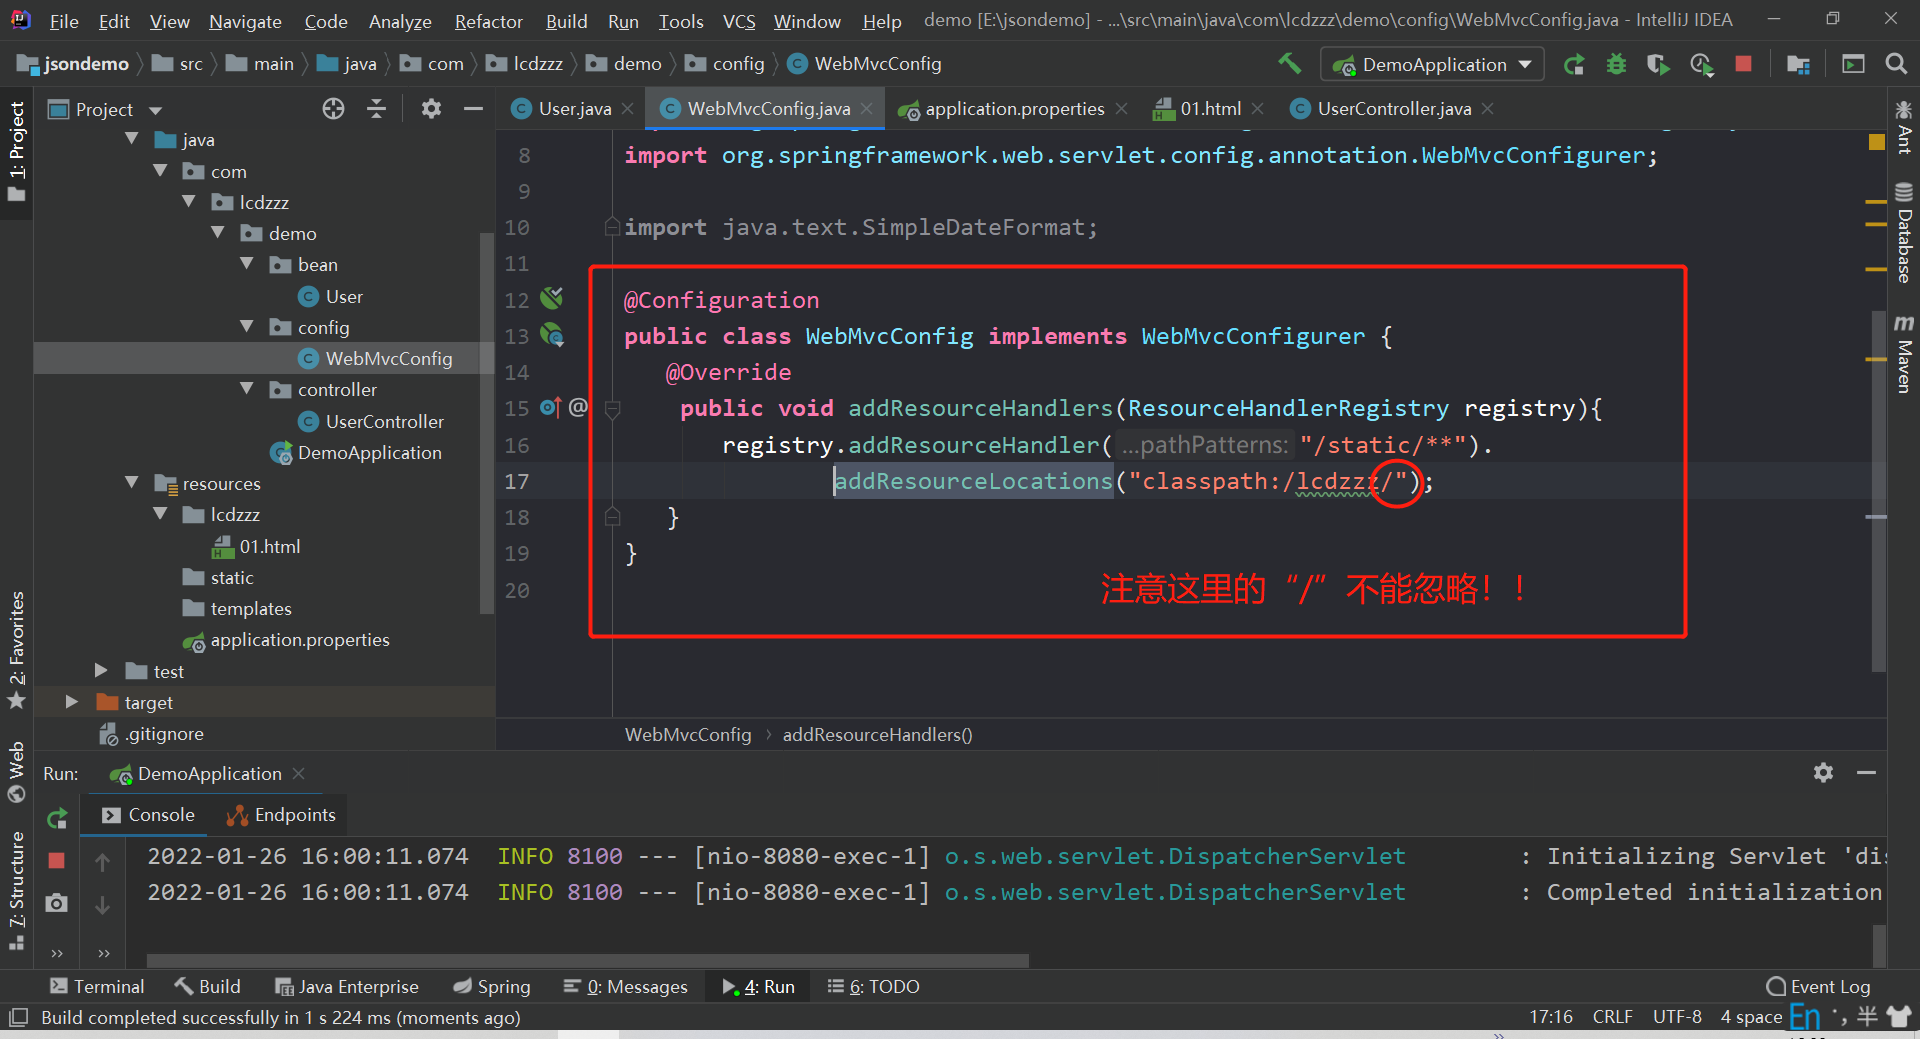 File Edit View Navigate Code Analyze Refactor Build Run Tools VCS Window Help demo [E:\jsondemo] - ...\src\main\java\com\lcdzzz\demo\config\WebMvcConfig.java - IntelliJ IDEA
jsondemo src main java com lcdzzz demo config WebMvcConfig DemoApplication
Project
User.java WebMvcConfig.java application.properties 01.html UserController.java
1: Project
2: Favorites
Web
7: Structure
java
com
lcdzzz
demo
bean
User
config
WebMvcConfig
controller
UserController
DemoApplication
resources
lcdzzz
01.html
static
templates
application.properties
test
target
.gitignore
8 import org.springframework.web.servlet.config.annotation.WebMvcConfigurer;
9
10 import java.text.SimpleDateFormat;
11
12 @Configuration
13 public class WebMvcConfig implements WebMvcConfigurer {
14 @Override
15 @ public void addResourceHandlers(ResourceHandlerRegistry registry){
16 registry.addResourceHandler( ...pathPatterns: "/static/**").
17 addResourceLocations("classpath:/lcdzzz/");
18 }
19 }
20
注意这里的“/”不能忽略！！
WebMvcConfig › addResourceHandlers()
Ant
Database
m Maven
Run: DemoApplication
Console Endpoints
2022-01-26 16:00:11.074 INFO 8100 --- [nio-8080-exec-1] o.s.web.servlet.DispatcherServlet : Initializing Servlet 'dis
2022-01-26 16:00:11.074 INFO 8100 --- [nio-8080-exec-1] o.s.web.servlet.DispatcherServlet : Completed initialization
Terminal Build Java Enterprise Spring 0: Messages 4: Run 6: TODO Event Log
Build completed successfully in 1 s 224 ms (moments ago) 17:16 CRLF UTF-8 4 space En 半